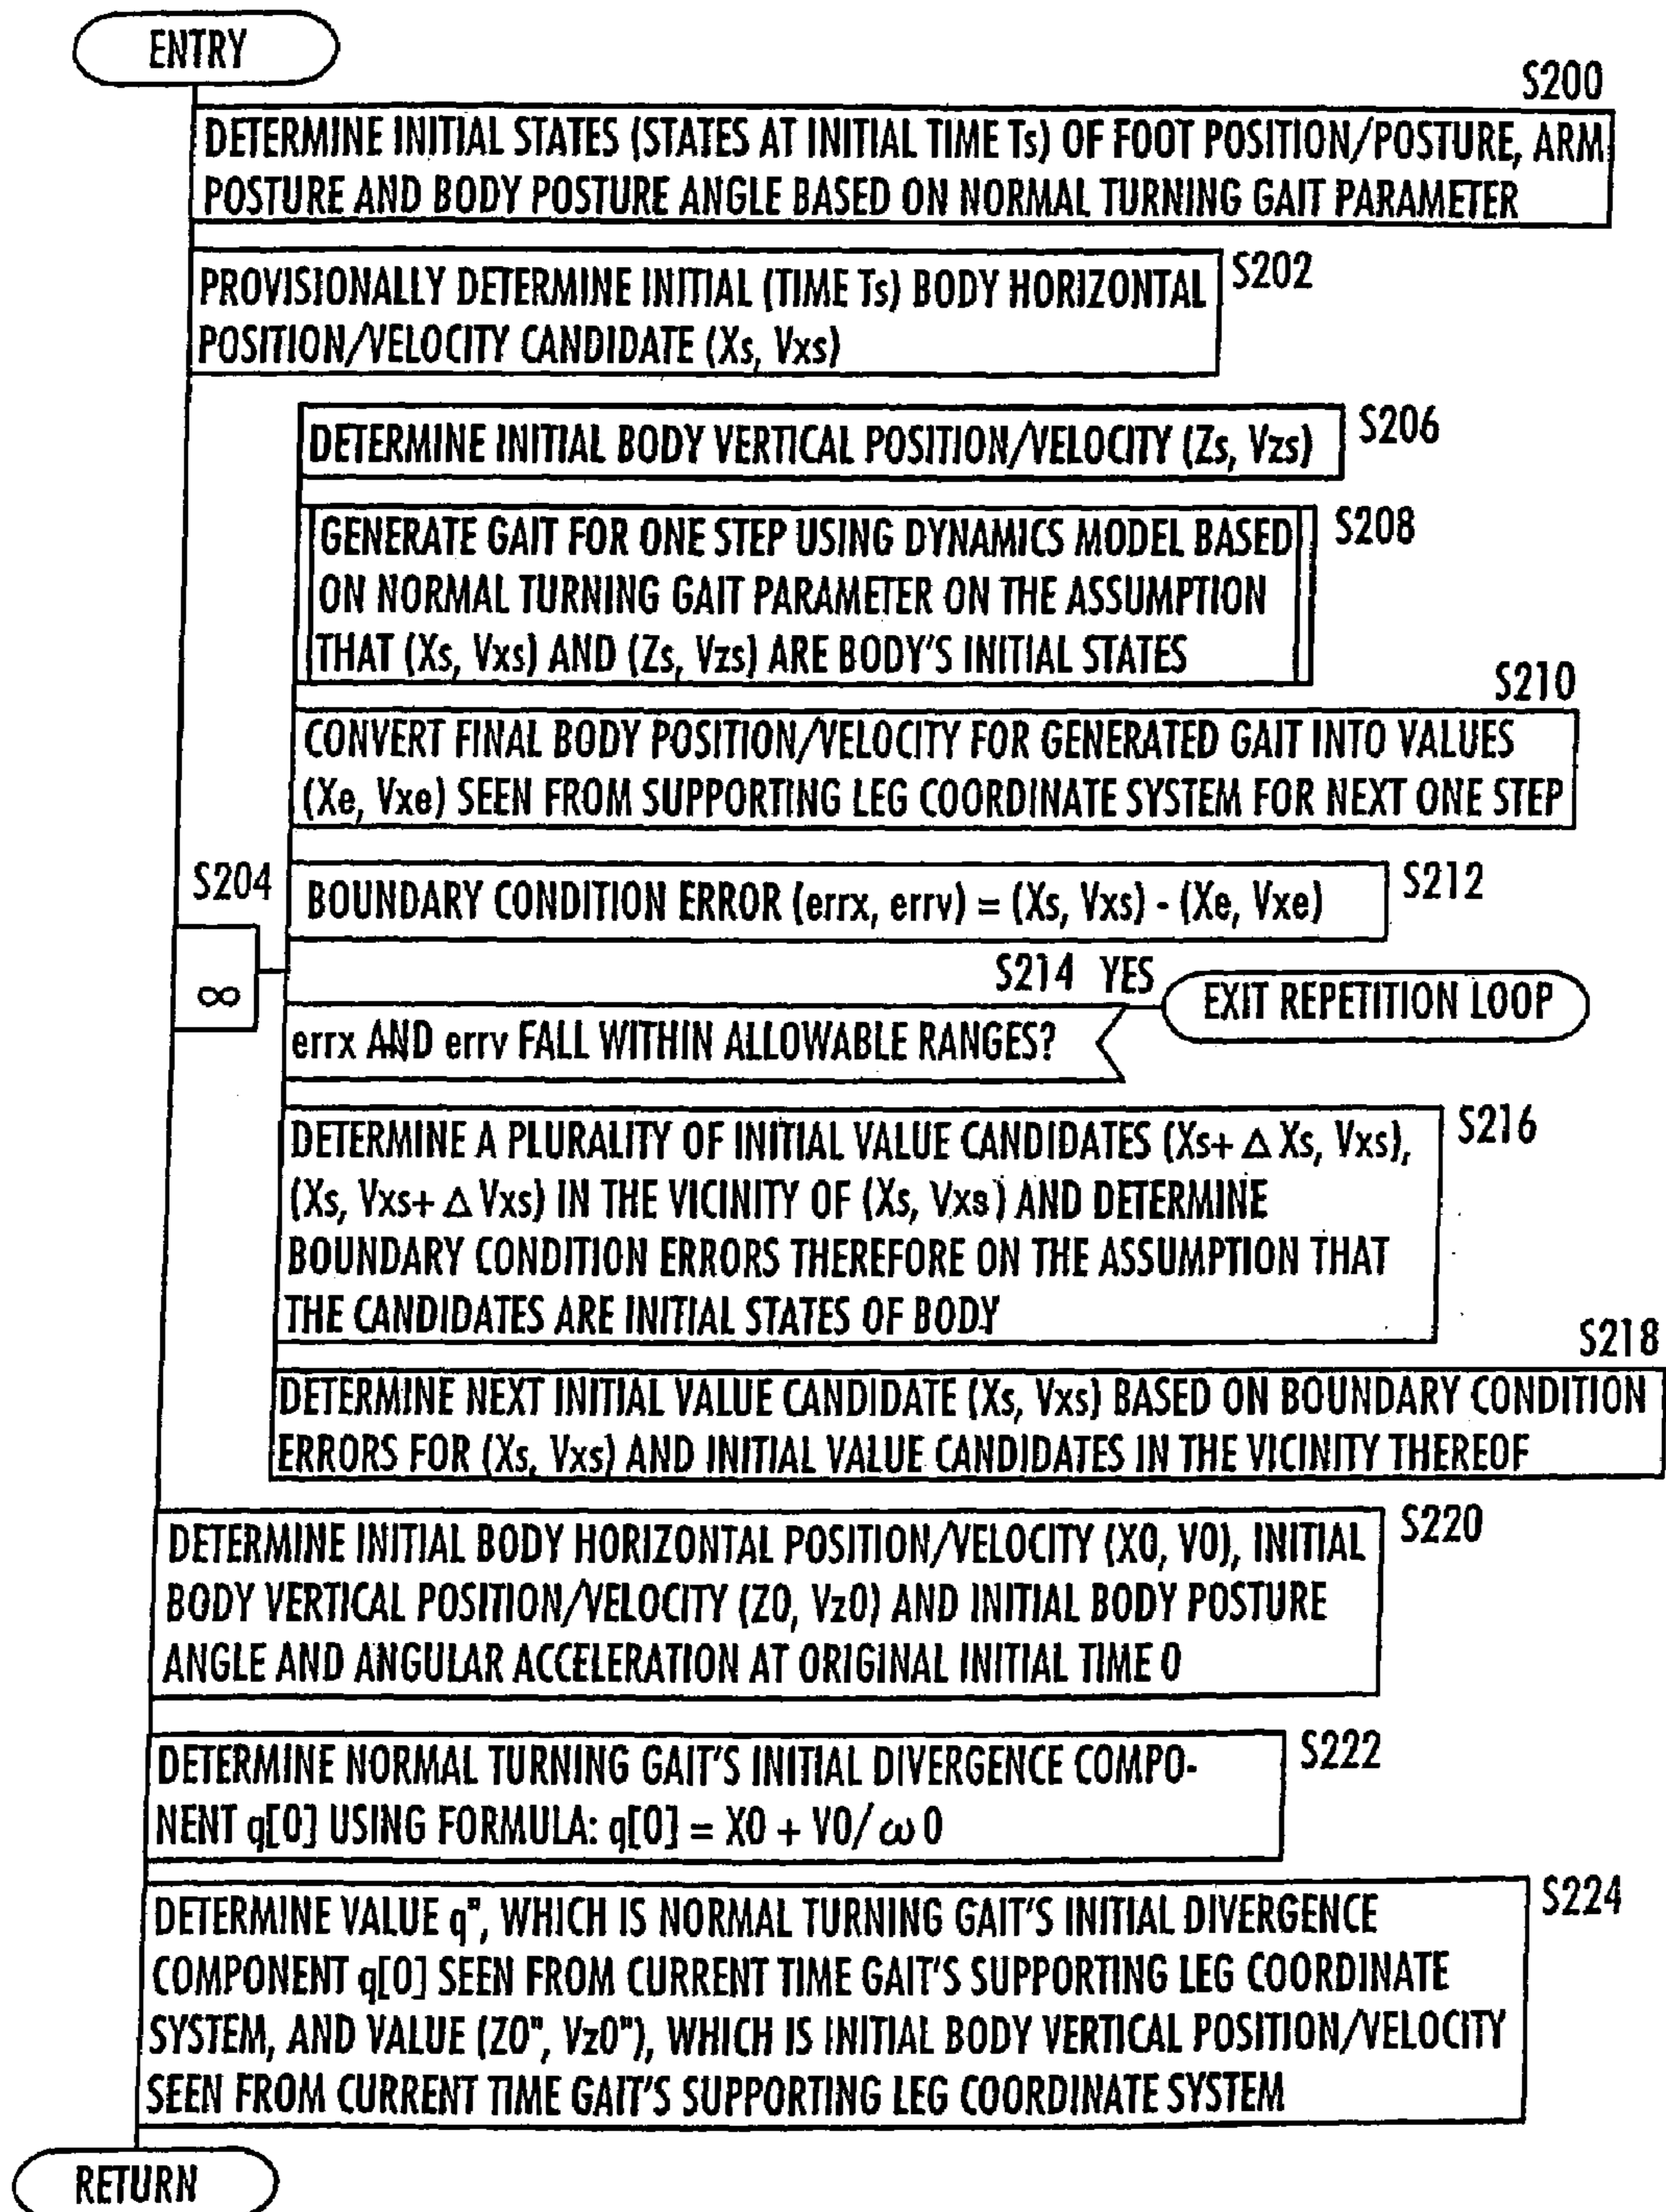 ENTRY
S200
DETERMINE INITIAL STATES (STATES AT INITIAL TIME Ts) OF FOOT POSITION/POSTURE, ARM
POSTURE AND BODY POSTURE ANGLE BASED ON NORMAL TURNING GAIT PARAMETER
S202
PROVISIONALLY DETERMINE INITIAL (TIME Ts) BODY HORIZONTAL
POSITION/VELOCITY CANDIDATE (Xs, Vxs)
DETERMINE INITIAL BODY VERTICAL POSITION/VELOCITY (Zs, Vzs)
S206
GENERATE GAIT FOR ONE STEP USING DYNAMICS MODEL BASED
ON NORMAL TURNING GAIT PARAMETER ON THE ASSUMPTION
THAT (Xs, Vxs) AND (Zs, Vzs) ARE BODY'S INITIAL STATES
S208
S210
CONVERT FINAL BODY POSITION/VELOCITY FOR GENERATED GAIT INTO VALUES
(Xe, Vxe) SEEN FROM SUPPORTING LEG COORDINATE SYSTEM FOR NEXT ONE STEP
S204
∞
BOUNDARY CONDITION ERROR (errx, errv) = (Xs, Vxs) - (Xe, Vxe)
S212
S214 YES
EXIT REPETITION LOOP
errx AND errv FALL WITHIN ALLOWABLE RANGES?
S216
DETERMINE A PLURALITY OF INITIAL VALUE CANDIDATES (Xs+ Δ Xs, Vxs),
(Xs, Vxs+ Δ Vxs) IN THE VICINITY OF (Xs, Vxs) AND DETERMINE
BOUNDARY CONDITION ERRORS THEREFORE ON THE ASSUMPTION THAT
THE CANDIDATES ARE INITIAL STATES OF BODY
S218
DETERMINE NEXT INITIAL VALUE CANDIDATE (Xs, Vxs) BASED ON BOUNDARY CONDITION
ERRORS FOR (Xs, Vxs) AND INITIAL VALUE CANDIDATES IN THE VICINITY THEREOF
S220
DETERMINE INITIAL BODY HORIZONTAL POSITION/VELOCITY (X0, V0), INITIAL
BODY VERTICAL POSITION/VELOCITY (Z0, Vz0) AND INITIAL BODY POSTURE
ANGLE AND ANGULAR ACCELERATION AT ORIGINAL INITIAL TIME 0
S222
DETERMINE NORMAL TURNING GAIT'S INITIAL DIVERGENCE COMPO-
NENT q[0] USING FORMULA: q[0] = X0 + V0/ ω 0
S224
DETERMINE VALUE q", WHICH IS NORMAL TURNING GAIT'S INITIAL DIVERGENCE
COMPONENT q[0] SEEN FROM CURRENT TIME GAIT'S SUPPORTING LEG COORDINATE
SYSTEM, AND VALUE (Z0", Vz0"), WHICH IS INITIAL BODY VERTICAL POSITION/VELOCITY
SEEN FROM CURRENT TIME GAIT'S SUPPORTING LEG COORDINATE SYSTEM
RETURN